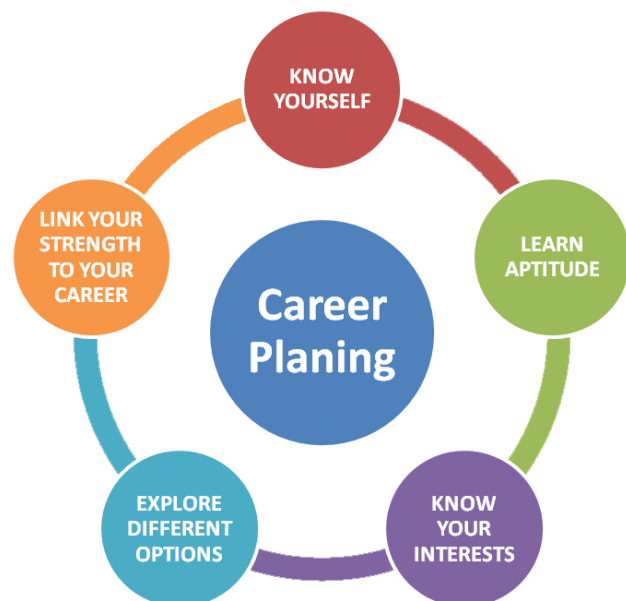 KNOW
YOURSELF
LEARN
APTITUDE
KNOW
YOUR
INTERESTS
EXPLORE
DIFFERENT
OPTIONS
LINK YOUR
STRENGTH
TO YOUR
CAREER
Career
Planing